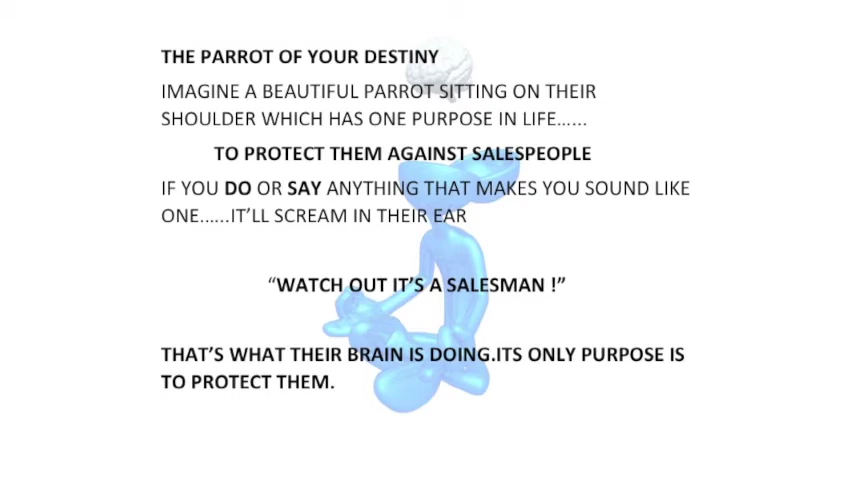 THE PARROT OF YOUR DESTINY
IMAGINE A BEAUTIFUL PARROT SITTING ON THEIR
SHOULDER WHICH HAS ONE PURPOSE IN LIFE......
TO PROTECT THEM AGAINST SALESPEOPLE
IF YOU DO OR SAY ANYTHING THAT MAKES YOU SOUND LIKE
ONE......IT'LL SCREAM IN THEIR EAR
“WATCH OUT IT'S A SALESMAN !”
THAT'S WHAT THEIR BRAIN IS DOING.ITS ONLY PURPOSE IS
TO PROTECT THEM.